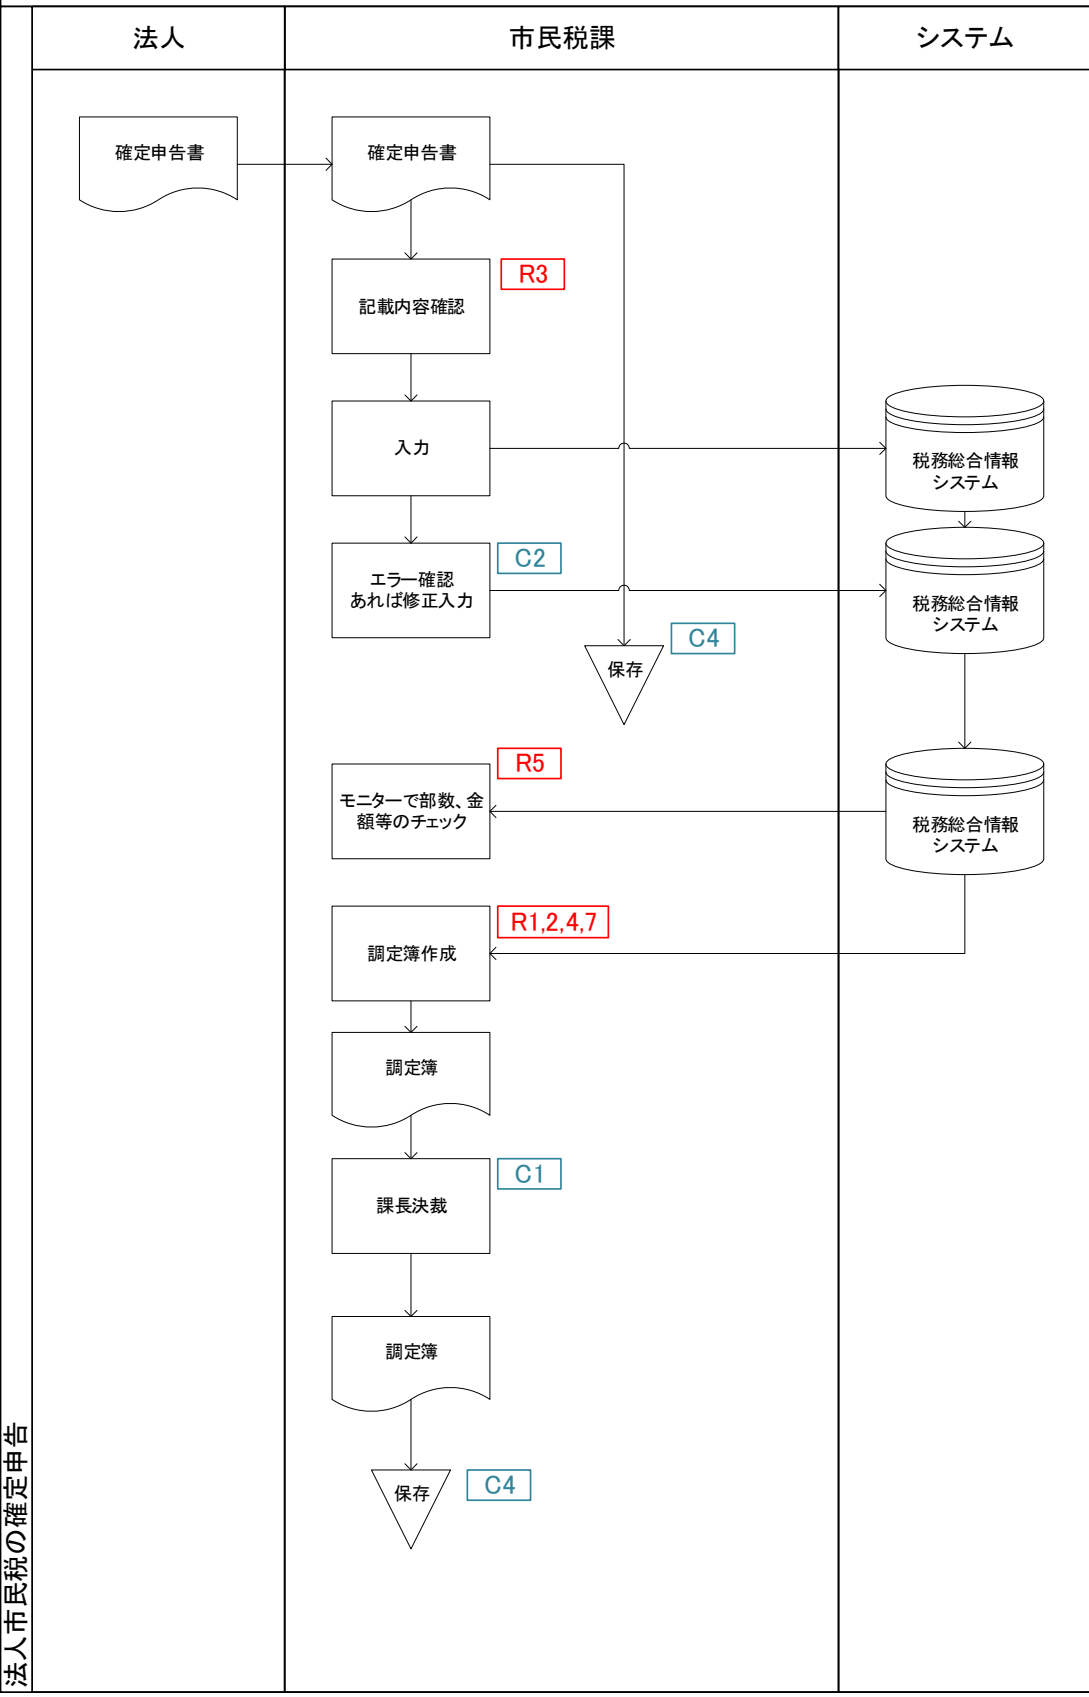 法人
市民税課
システム
確定申告書
確定申告書
R3
記載内容確認
入力
税務総合情報
システム
C2
エラー確認
あれば修正入力
税務総合情報
システム
C4
保存
R5
モニターで部数、金
額等のチェック
税務総合情報
システム
R1,2,4,7
調定簿作成
調定簿
C1
課長決裁
調定簿
C4
保存
法人市民税の確定申告